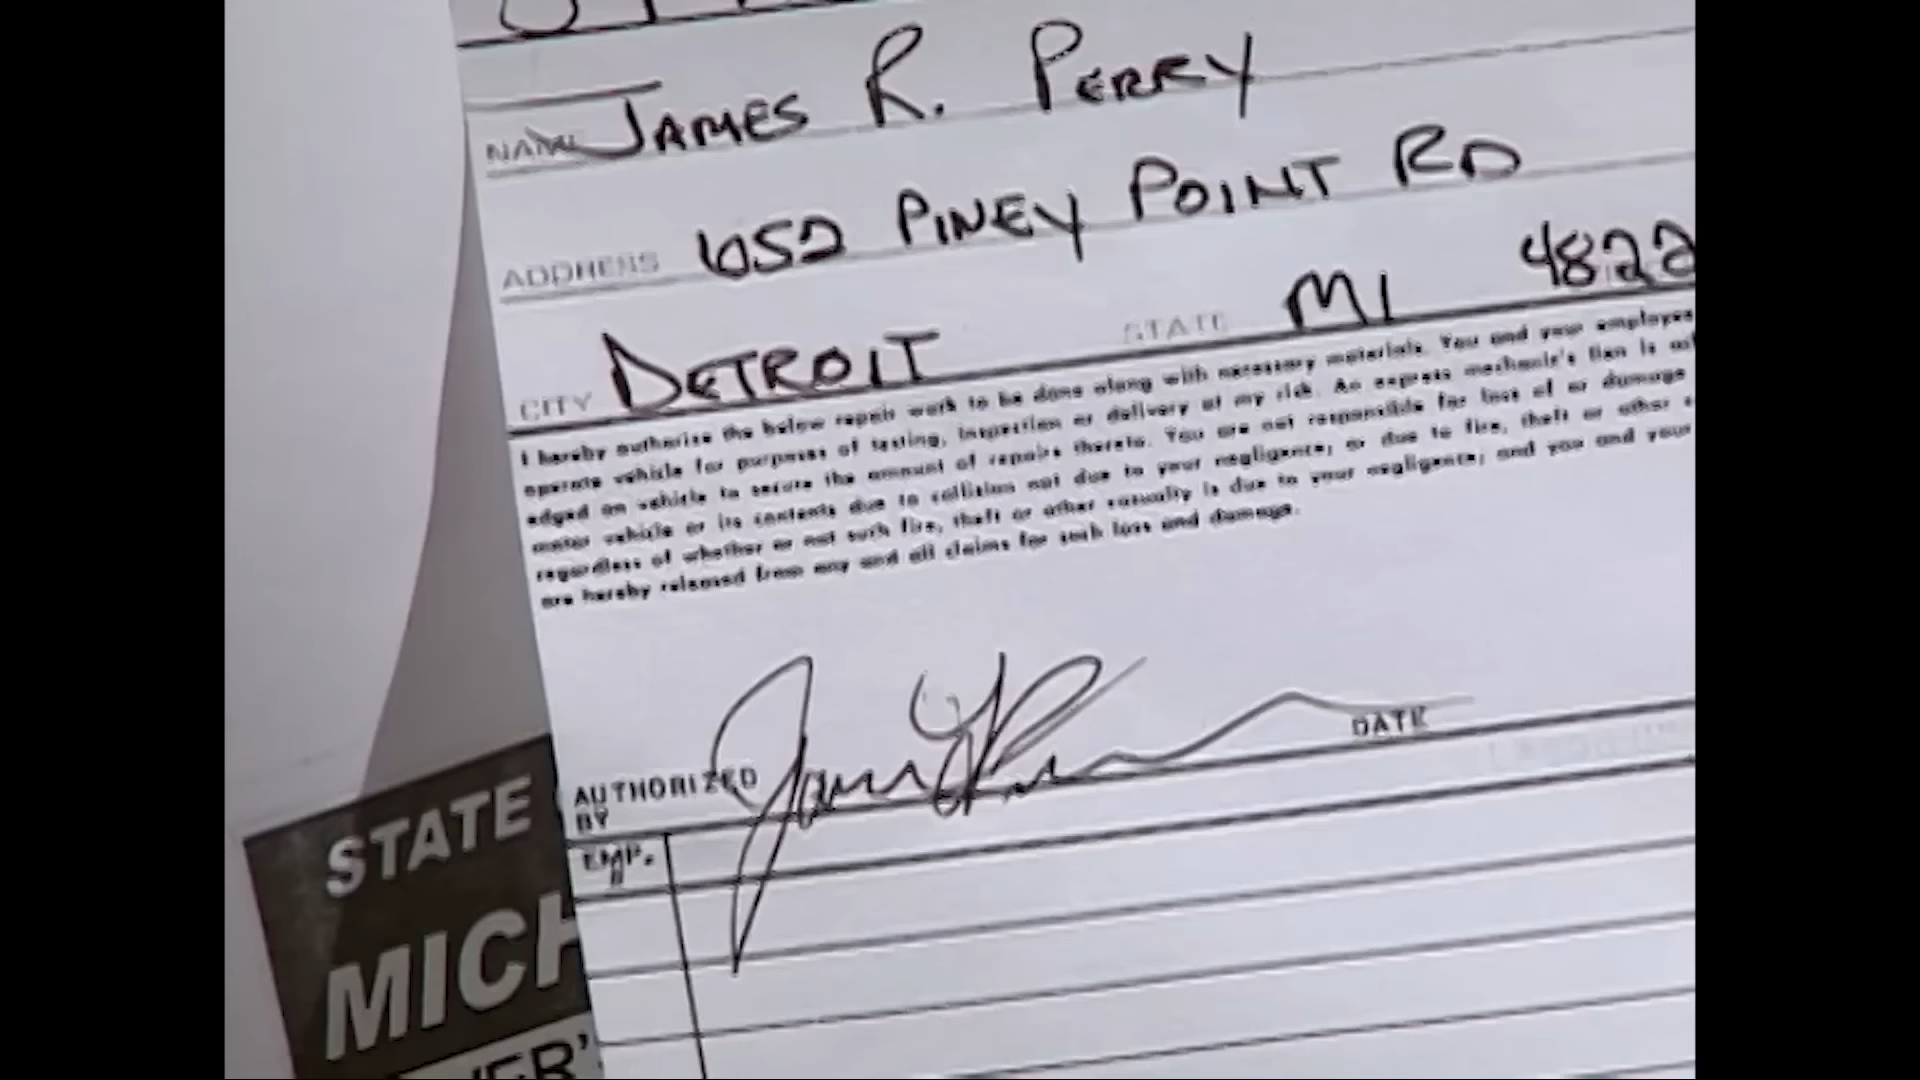 NAME JAMES R. PERRY
ADDRESS 652 PINEY POINT RD
CITY DETROIT STATE MI 4822
I hereby authorize the below repair work to be done along with necessary materials. You and your employee
operate vehicle for purposes of testing, inspection or delivery at my risk. An express mechanic's lien is
edged on vehicle to secure the amount of repairs thereto. You are not responsible for loss of or damage
motor vehicle or its contents due to collision not due to your negligence; or due to fire, theft or other
regardless of whether or not such fire, theft or other casualty is due to your negligence; and you and your
are hereby released from any and all claims for such loss and damage.
AUTHORIZED
BY
DATE
EMP.
#
STATE
MICH
VER'